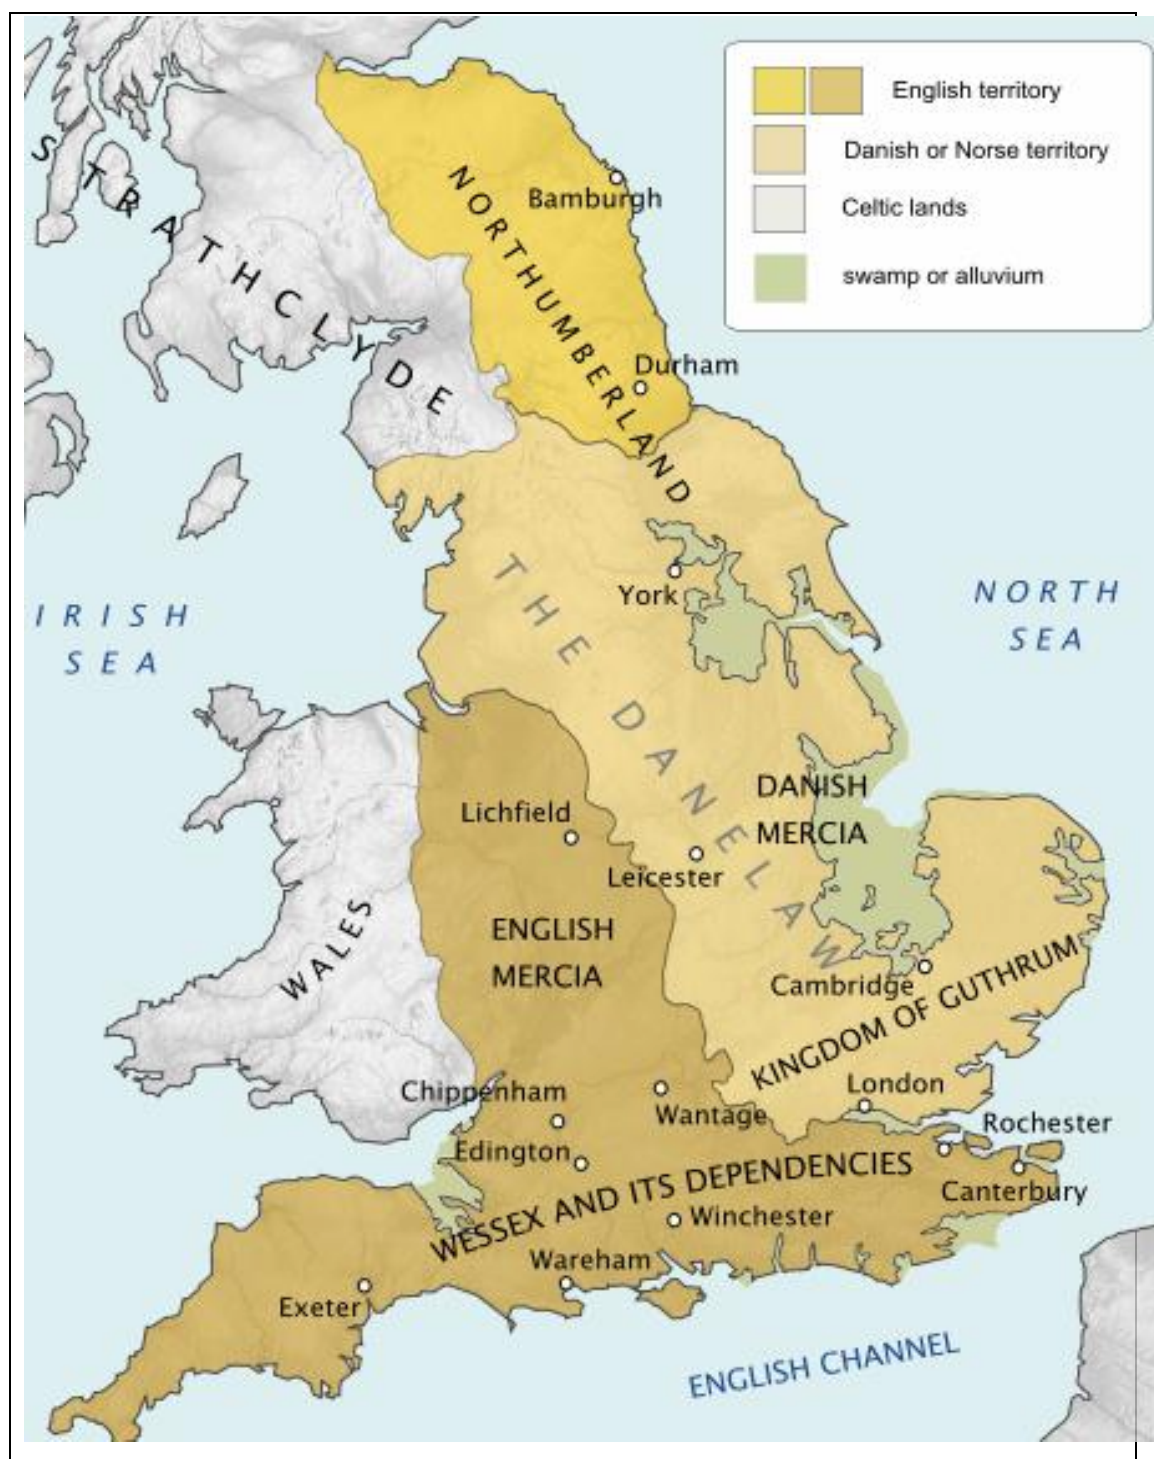 English territory
Danish or Norse territory
Celtic lands
swamp or alluvium
STRATHCLYDE
NORTHUMBERLAND
Bamburgh
Durham
York
THE DANELAW
IRISH
SEA
NORTH
SEA
DANISH
MERCIA
Lichfield
Leicester
ENGLISH
MERCIA
WALES
Cambridge
KINGDOM OF GUTHRUM
Chippenham
London
Wantage
Rochester
Edington
WESSEX AND ITS DEPENDENCIES
Canterbury
Winchester
Wareham
Exeter
ENGLISH CHANNEL